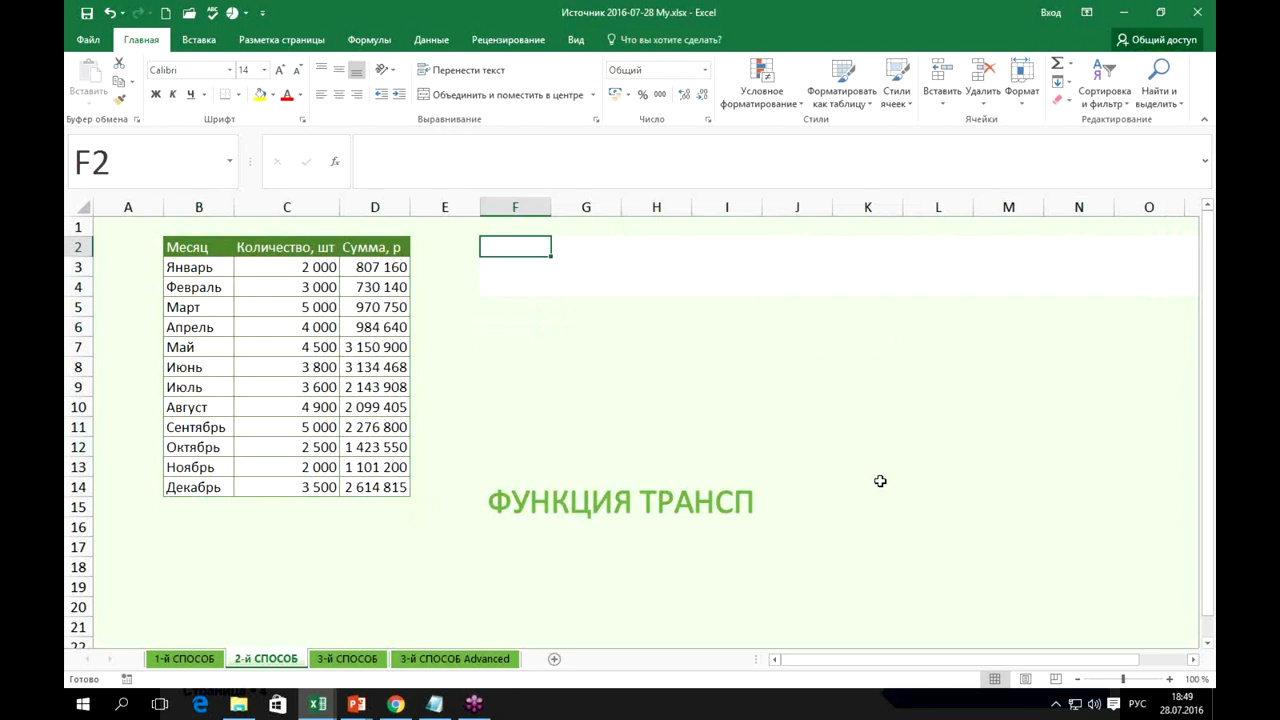 Источник 2016-07-28 My.xlsx - Excel
Вход
Файл
Главная
Вставка
Разметка страницы
Формулы
Данные
Рецензирование
Вид
Что вы хотите сделать?
Общий доступ
Вставить
Calibri
14
Ж К Ч
Перенести текст
Объединить и поместить в центре
Общий
% 000
Условное форматирование
Форматировать как таблицу
Стили ячеек
Вставить
Удалить
Формат
Сортировка и фильтр
Найти и выделить
Буфер обмена
Шрифт
Выравнивание
Число
Стили
Ячейки
Редактирование
F2
fx
A B C D E F G H I J K L M N O
1
2 Месяц Количество, шт Сумма, р
3 Январь 2 000 807 160
4 Февраль 3 000 730 140
5 Март 5 000 970 750
6 Апрель 4 000 984 640
7 Май 4 500 3 150 900
8 Июнь 3 800 3 134 468
9 Июль 3 600 2 143 908
10 Август 4 900 2 099 405
11 Сентябрь 5 000 2 276 800
12 Октябрь 2 500 1 423 550
13 Ноябрь 2 000 1 101 200
14 Декабрь 3 500 2 614 815
15 ФУНКЦИЯ ТРАНСП
16
17
18
19
20
21
22
1-й СПОСОБ
2-й СПОСОБ
3-й СПОСОБ
3-й СПОСОБ Advanced
Готово
100 %
РУС
18:49
28.07.2016